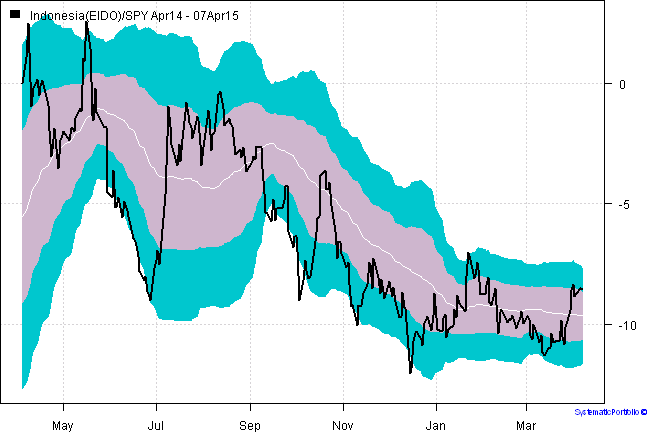 Indonesia(EIDO)/SPY Apr14 - 07Apr15
0
-5
-10
May Jul Sep Nov Jan Mar
SystematicPortfolio ©